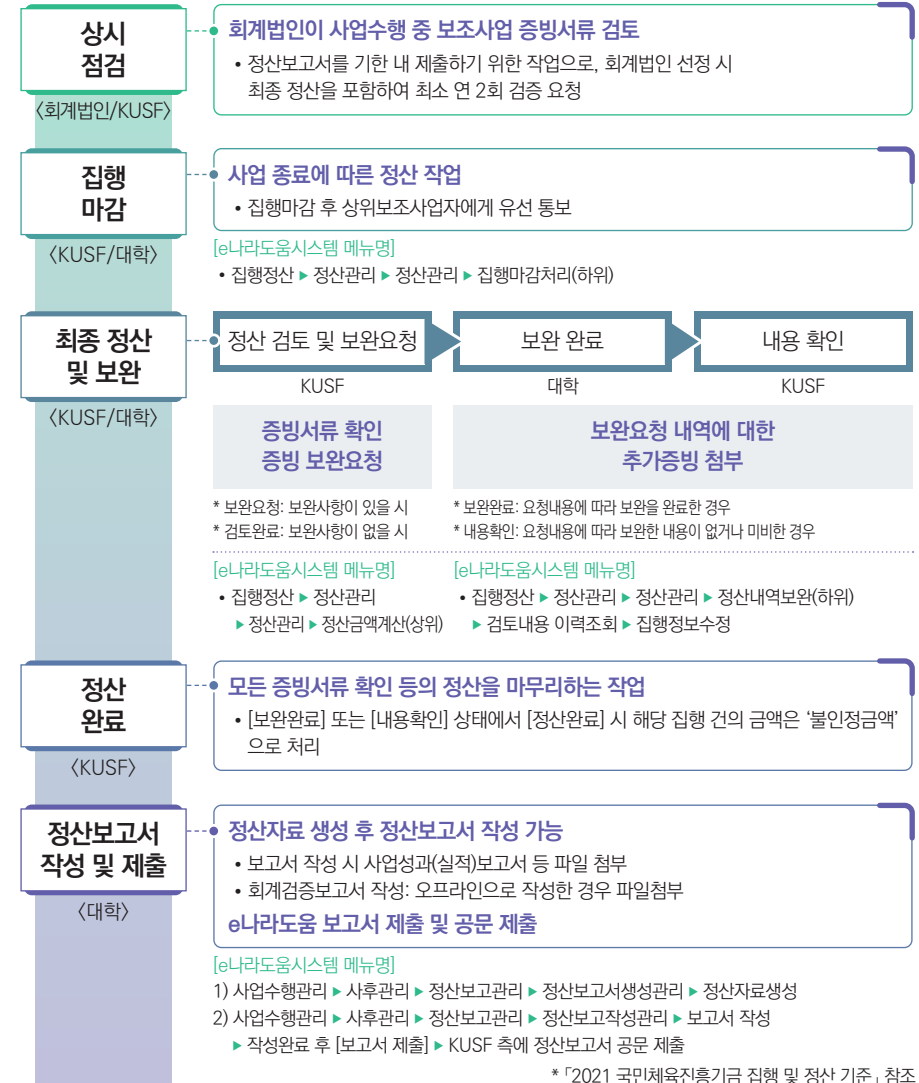 상시
점검
〈회계법인/KUSF〉
회계법인이 사업수행 중 보조사업 증빙서류 검토
• 정산보고서를 기한 내 제출하기 위한 작업으로, 회계법인 선정 시
최종 정산을 포함하여 최소 연 2회 검증 요청
집행
마감
〈KUSF/대학〉
사업 종료에 따른 정산 작업
• 집행마감 후 상위보조사업자에게 유선 통보
[e나라도움시스템 메뉴명]
• 집행정산 ▶ 정산관리 ▶ 정산관리 ▶ 집행마감처리(하위)
최종 정산
및 보완
〈KUSF/대학〉
정산 검토 및 보완요청
보완 완료
내용 확인
KUSF
대학
KUSF
증빙서류 확인
증빙 보완요청
보완요청 내역에 대한
추가증빙 첨부
* 보완요청: 보완사항이 있을 시
* 검토완료: 보완사항이 없을 시
* 보완완료: 요청내용에 따라 보완을 완료한 경우
* 내용확인: 요청내용에 따라 보완한 내용이 없거나 미비한 경우
[e나라도움시스템 메뉴명]
• 집행정산 ▶ 정산관리
▶ 정산관리 ▶ 정산금액계산(상위)
[e나라도움시스템 메뉴명]
• 집행정산 ▶ 정산관리 ▶ 정산관리 ▶ 정산내역보완(하위)
▶ 검토내용 이력조회 ▶ 집행정보수정
정산
완료
〈KUSF〉
모든 증빙서류 확인 등의 정산을 마무리하는 작업
• [보완완료] 또는 [내용확인] 상태에서 [정산완료] 시 해당 집행 건의 금액은 ‘불인정금액’
으로 처리
정산보고서
작성 및 제출
〈대학〉
정산자료 생성 후 정산보고서 작성 가능
• 보고서 작성 시 사업성과(실적)보고서 등 파일 첨부
• 회계검증보고서 작성: 오프라인으로 작성한 경우 파일첨부
e나라도움 보고서 제출 및 공문 제출
[e나라도움시스템 메뉴명]
1) 사업수행관리 ▶ 사후관리 ▶ 정산보고관리 ▶ 정산보고서생성관리 ▶ 정산자료생성
2) 사업수행관리 ▶ 사후관리 ▶ 정산보고관리 ▶ 정산보고작성관리 ▶ 보고서 작성
▶ 작성완료 후 [보고서 제출] ▶ KUSF 측에 정산보고서 공문 제출
* 「2021 국민체육진흥기금 집행 및 정산 기준」 참조